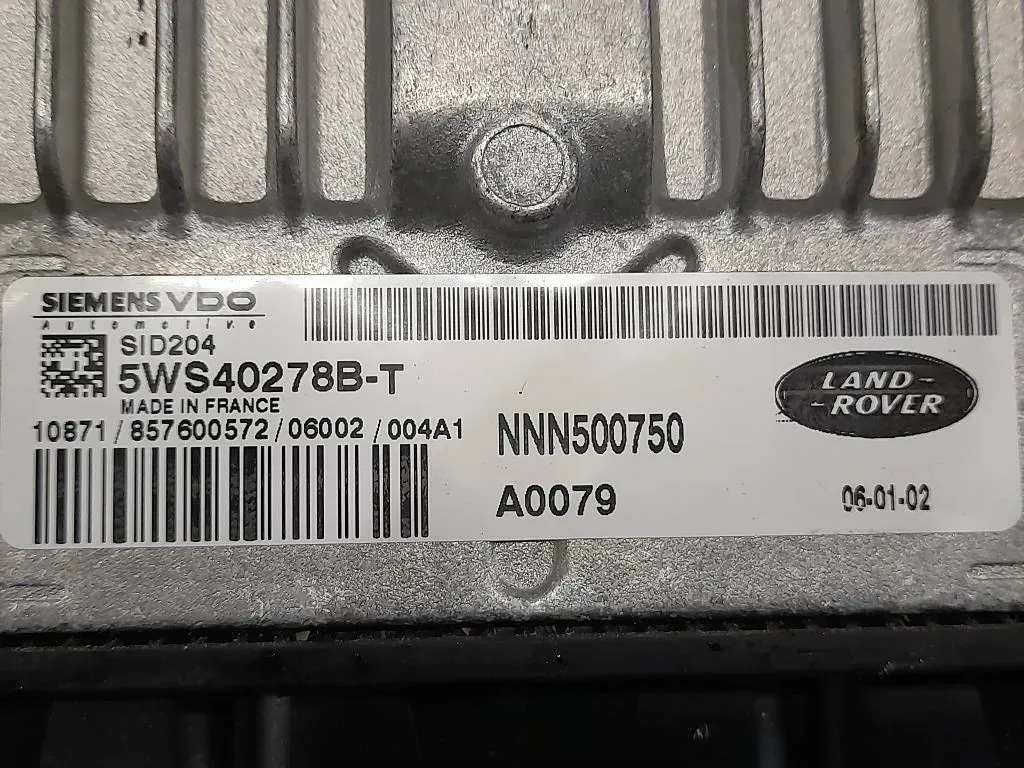 SIEMENS VDO
Automotive
SID204
5WS40278B-T
MADE IN FRANCE
10871/857600572/06002/004A1
NNN500750
A0079
LAND-
-ROVER
06-01-02